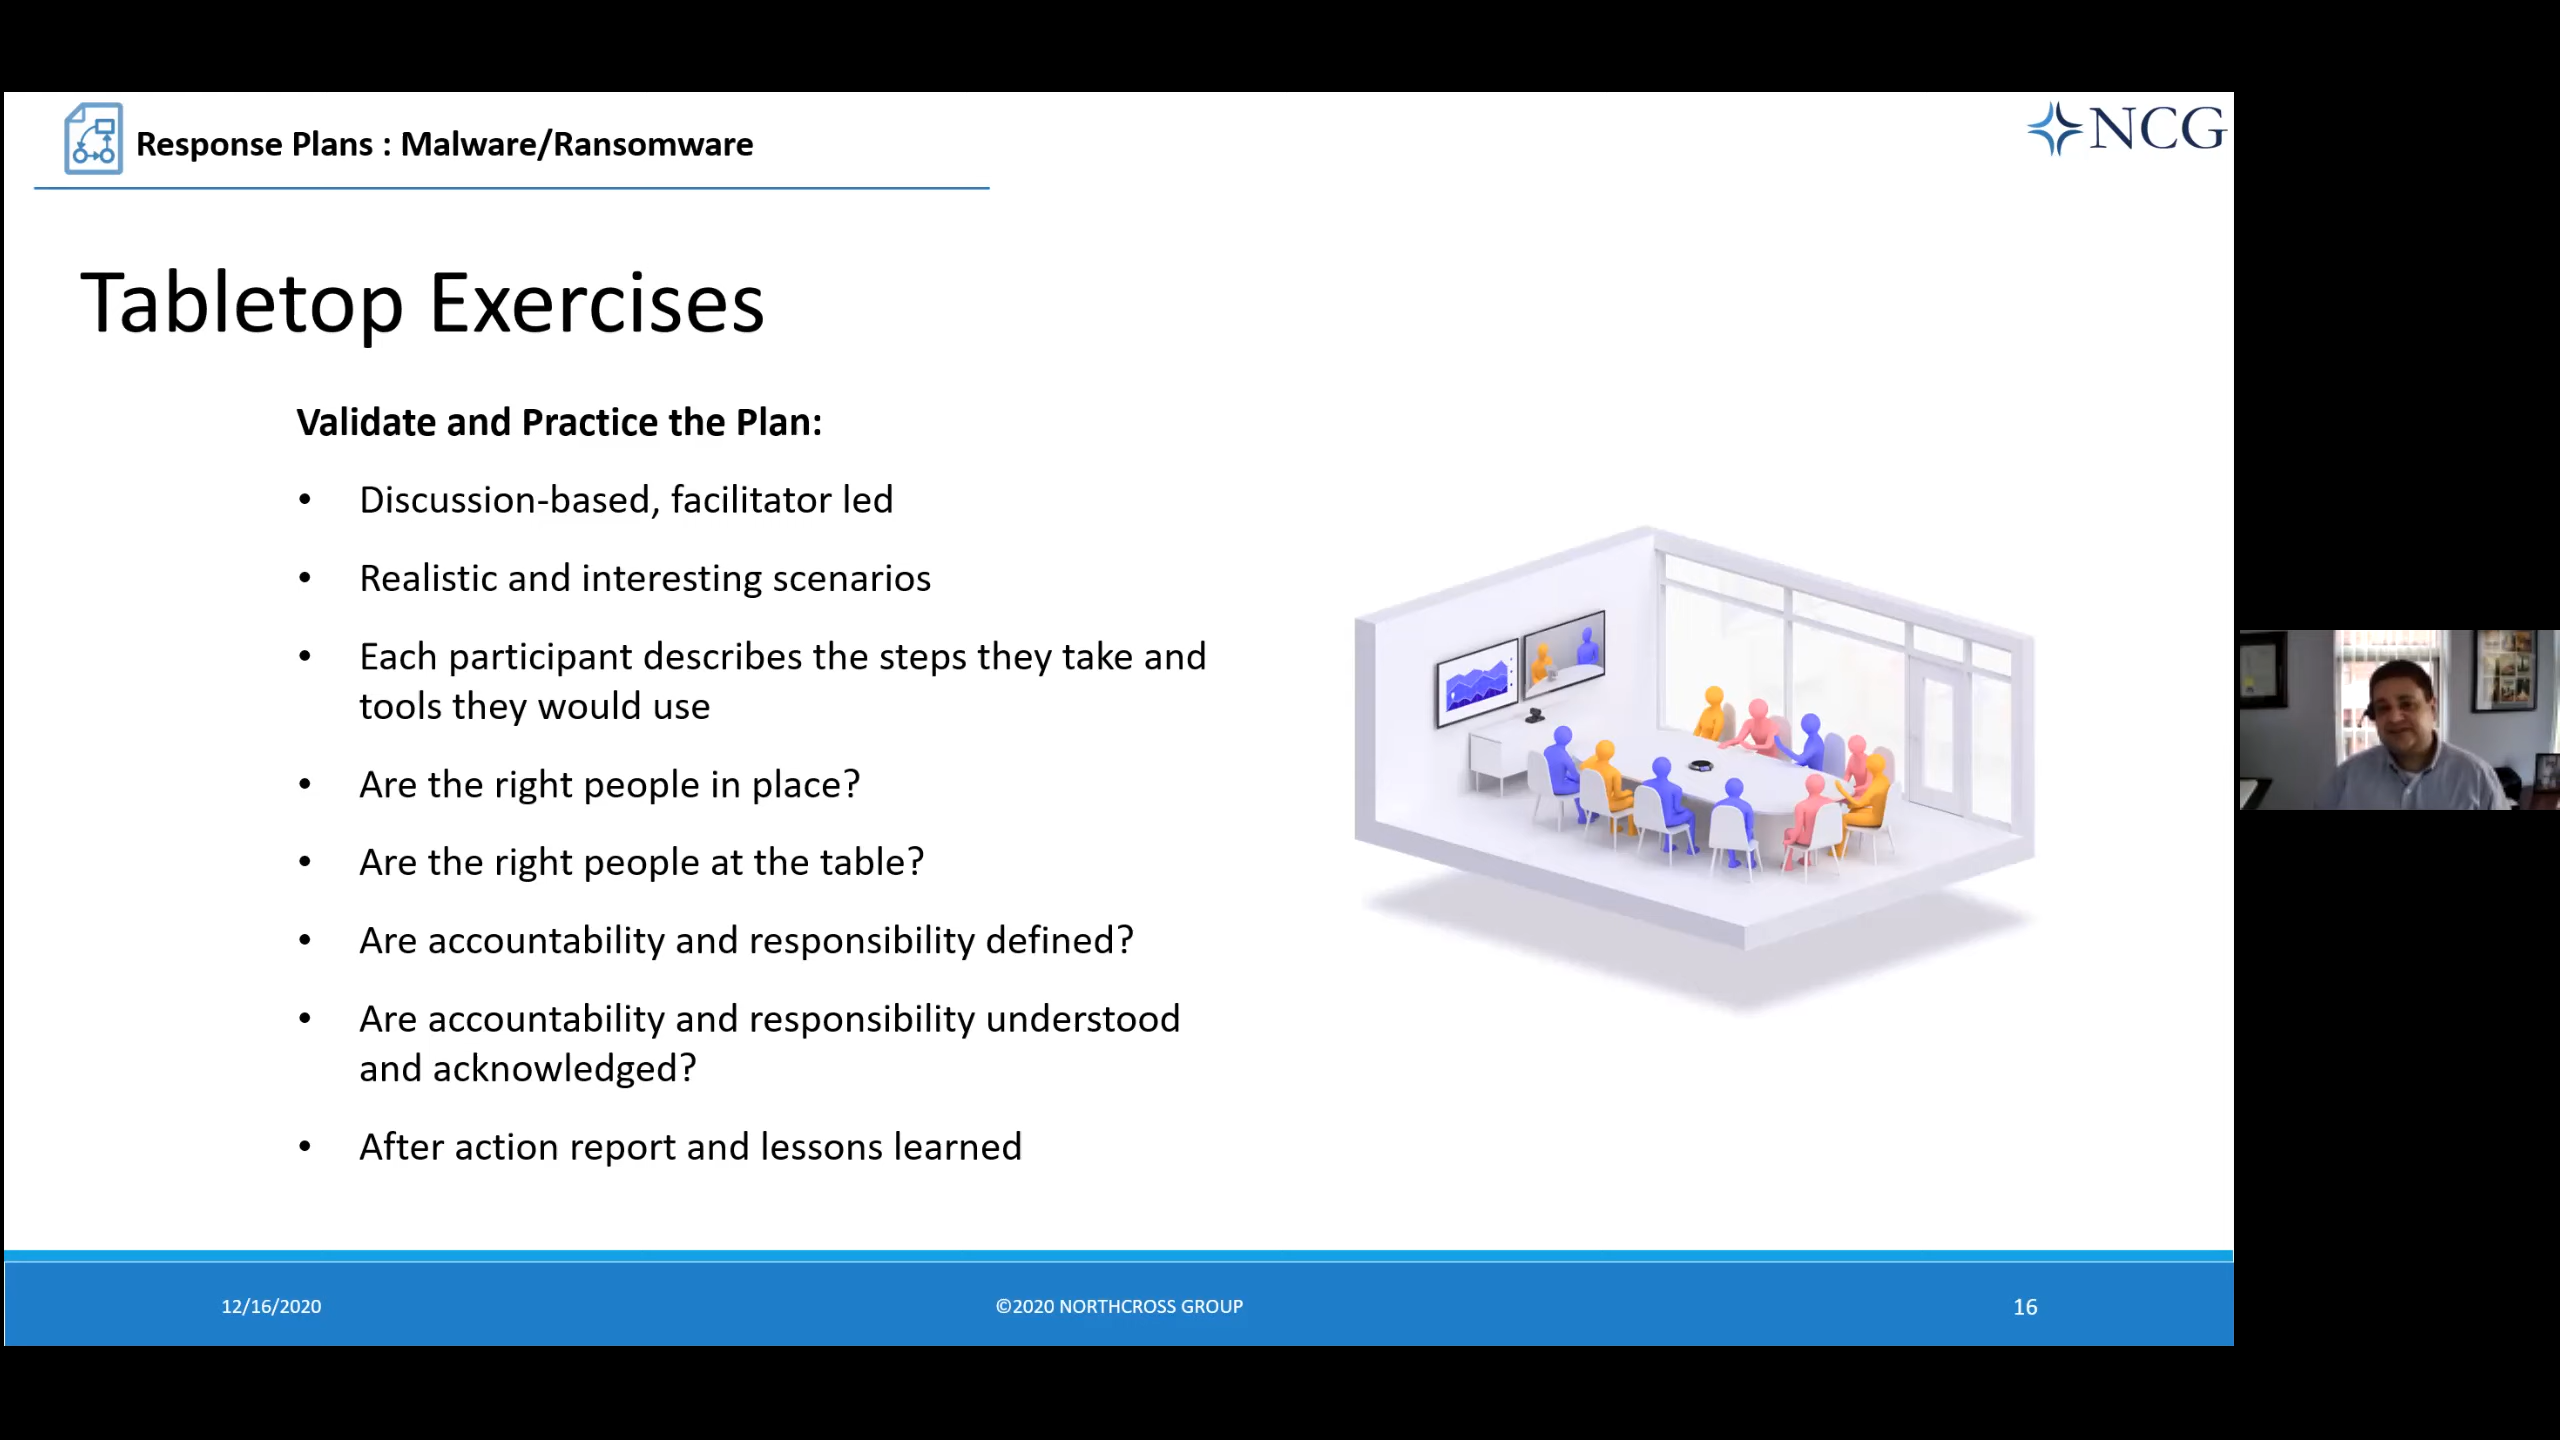 Response Plans : Malware/Ransomware
NCG
Tabletop Exercises
Validate and Practice the Plan:
• Discussion-based, facilitator led
• Realistic and interesting scenarios
• Each participant describes the steps they take and
tools they would use
• Are the right people in place?
• Are the right people at the table?
• Are accountability and responsibility defined?
• Are accountability and responsibility understood
and acknowledged?
• After action report and lessons learned
12/16/2020
©2020 NORTHCROSS GROUP
16